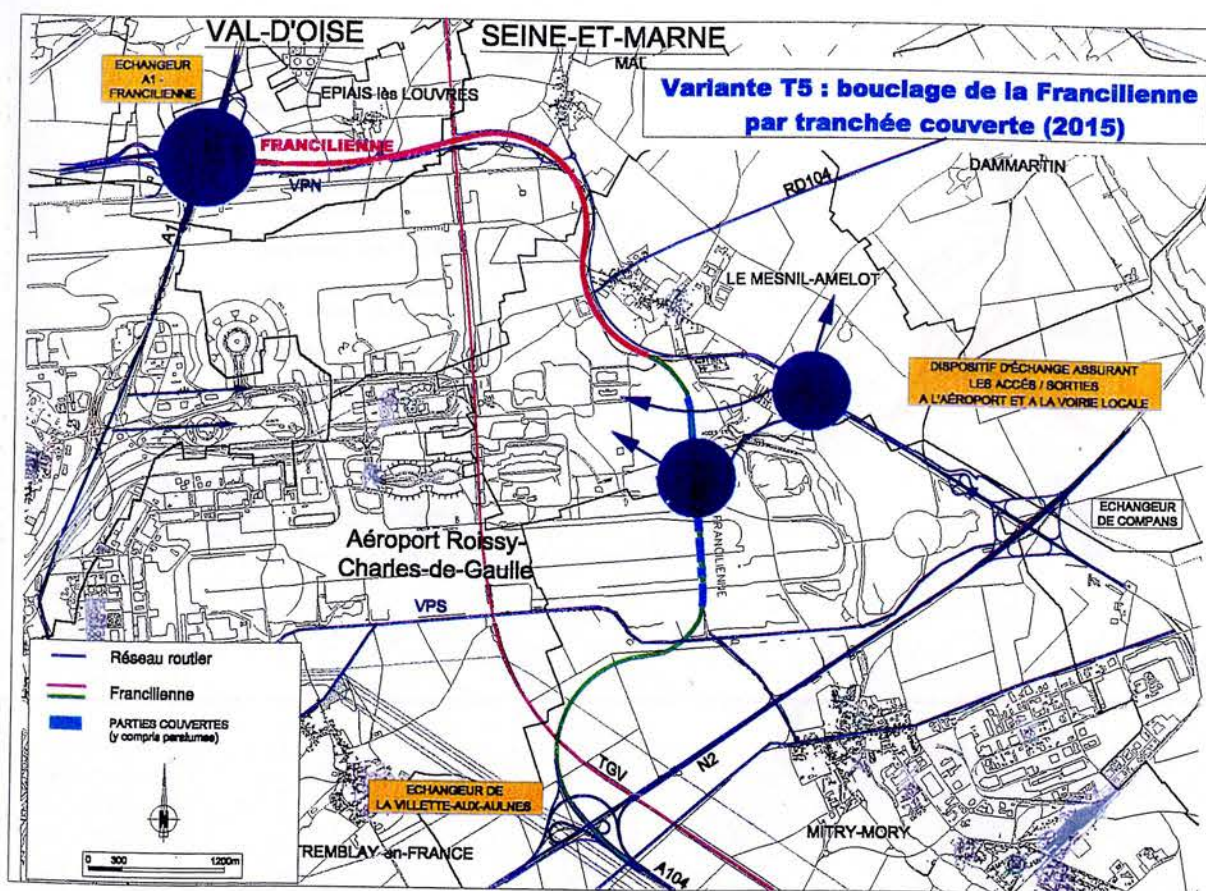 VAL-D'OISE
SEINE-ET-MARNE
ECHANGEUR
A1 -
FRANCILIENNE
EPIAIS les LOUVRES
Variante T5 : bouclage de la Francilienne
par tranchée couverte (2015)
FRANCILIENNE
VPN
A1
RD104
DAMMARTIN
LE MESNIL-AMELOT
DISPOSITIF D'ÉCHANGE ASSURANT
LES ACCÈS / SORTIES
A L'AÉROPORT ET A LA VOIRIE LOCALE
ECHANGEUR
DE COMPANS
Aéroport Roissy-
Charles-de-Gaulle
FRANCILIENNE
VPS
Réseau routier
Francilienne
PARTIES COUVERTES
(y compris paralumes)
N
0 300 1200m
TGV
N2
ECHANGEUR DE
LA VILLETTE-AUX-AULNES
MITRY-MORY
TREMBLAY-en-FRANCE
A104